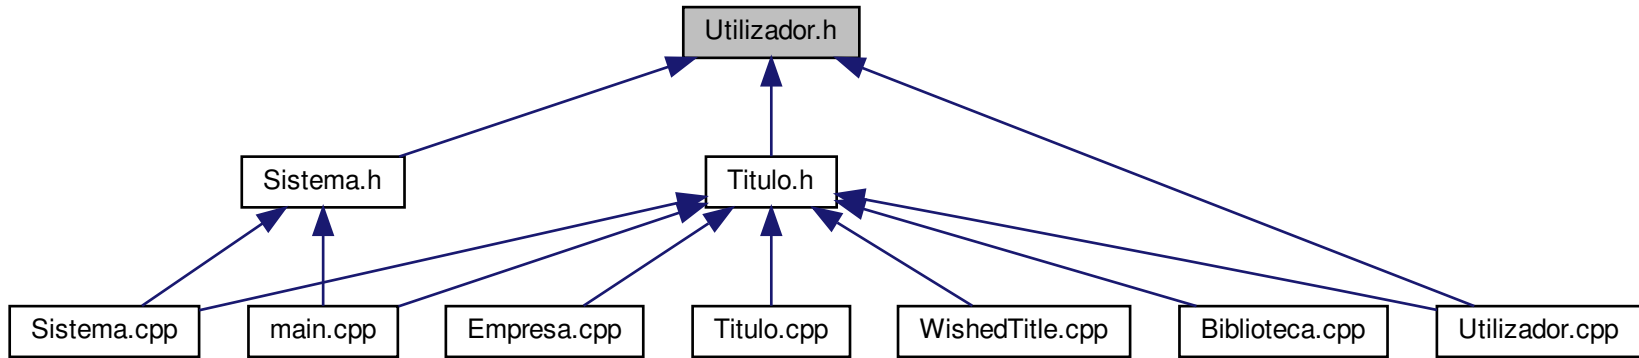 Utilizador.h
Sistema.h
Titulo.h
Sistema.cpp
main.cpp
Empresa.cpp
Titulo.cpp
WishedTitle.cpp
Biblioteca.cpp
Utilizador.cpp